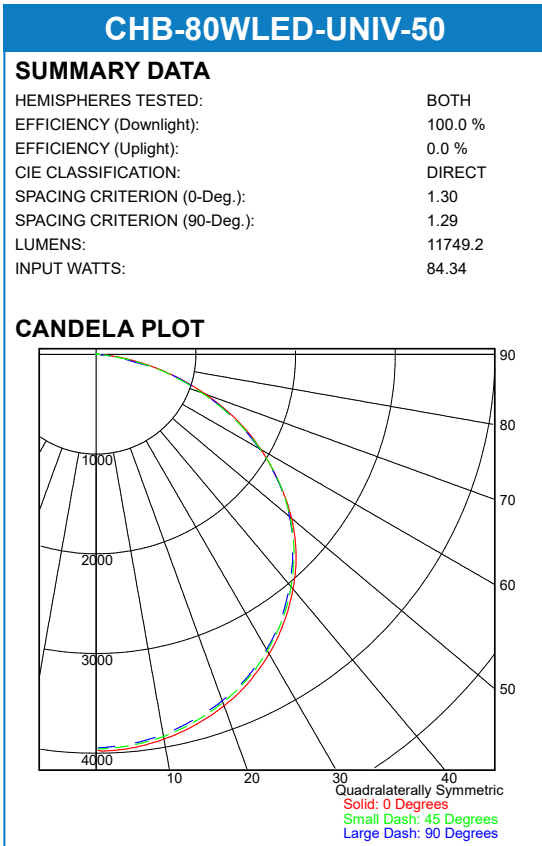 CHB-80WLED-UNIV-50
SUMMARY DATA
HEMISPHERES TESTED: BOTH
EFFICIENCY (Downlight): 100.0 %
EFFICIENCY (Uplight): 0.0 %
CIE CLASSIFICATION: DIRECT
SPACING CRITERION (0-Deg.): 1.30
SPACING CRITERION (90-Deg.): 1.29
LUMENS: 11749.2
INPUT WATTS: 84.34
CANDELA PLOT
90
80
1000
70
2000
60
3000
50
4000
10 20 30 40
Quadralaterally Symmetric
Solid: 0 Degrees
Small Dash: 45 Degrees
Large Dash: 90 Degrees